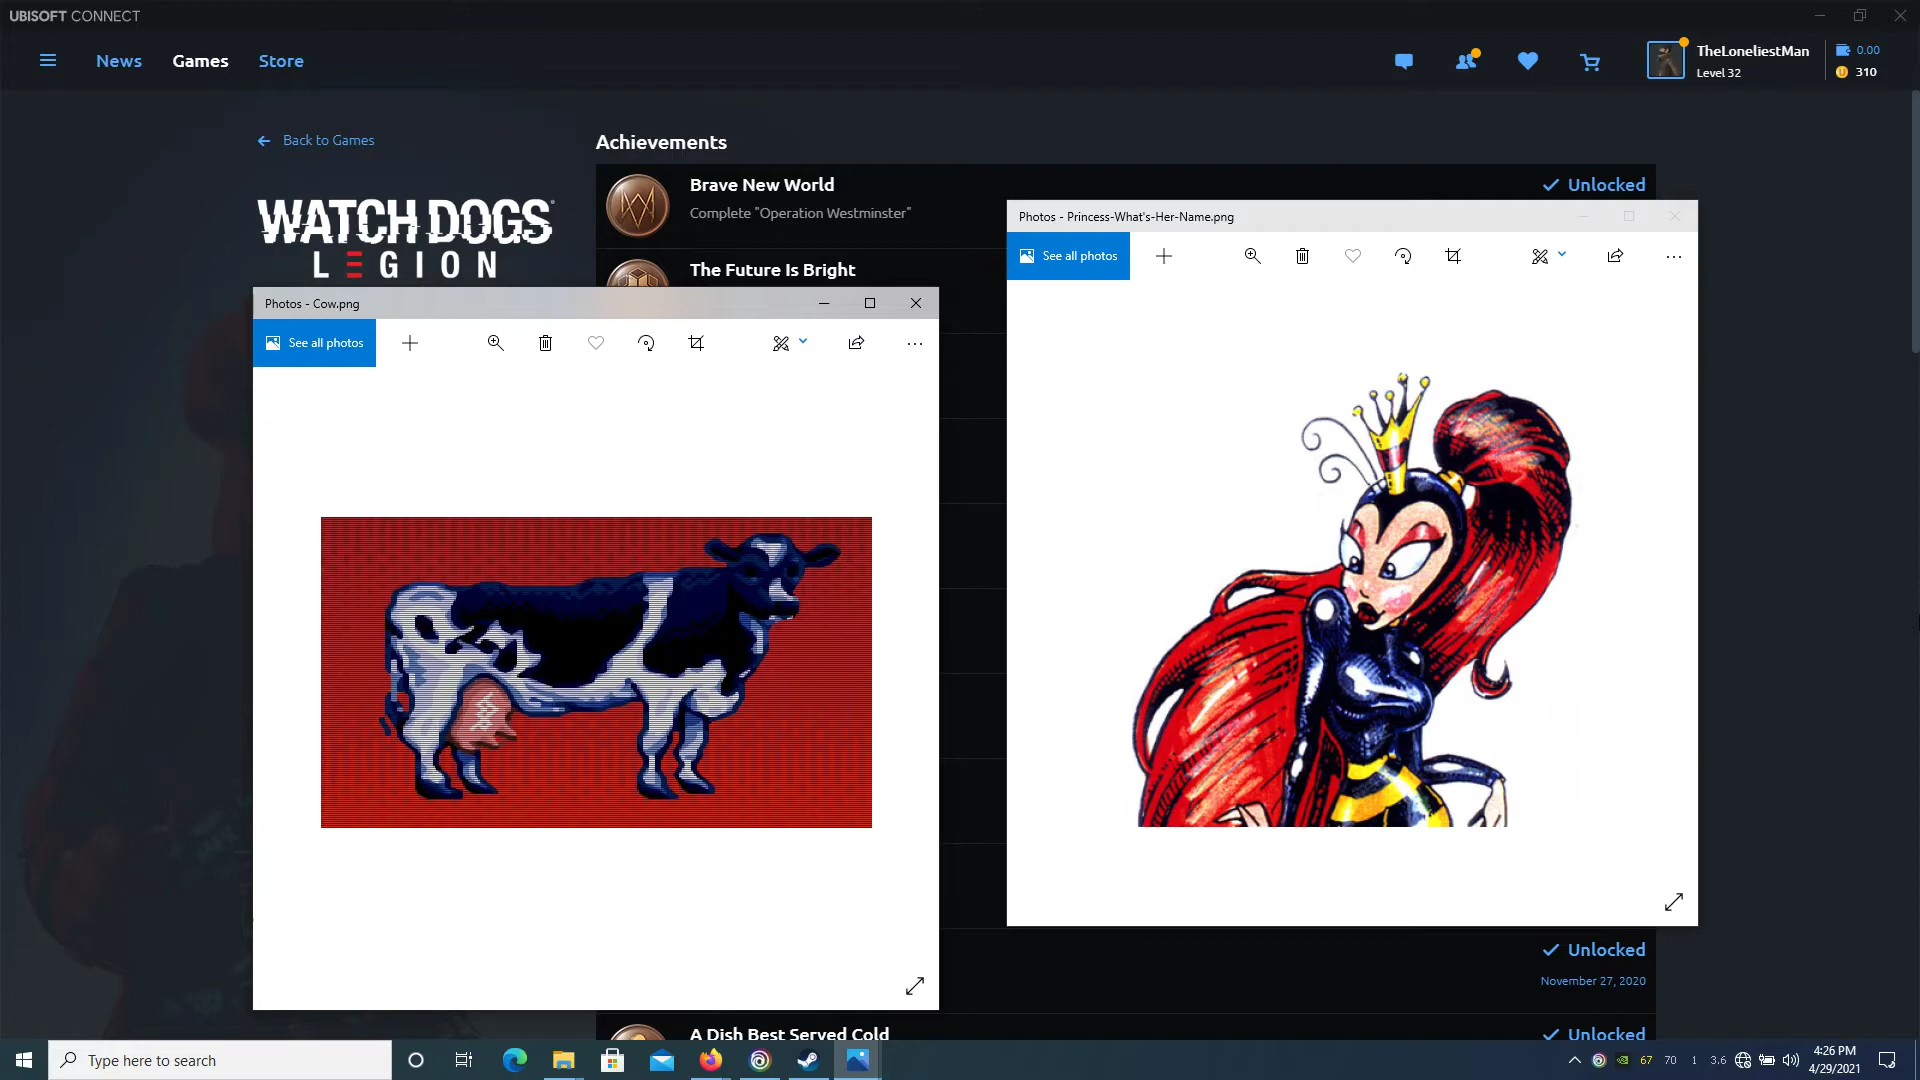 UBISOFT CONNECT
News
Games
Store
TheLoneliestMan
Level 32
0.00
310
Back to Games
WATCH DOGS
LEGION
Achievements
Brave New World
Complete "Operation Westminster"
Unlocked
The Future Is Bright
Photos - Princess-What's-Her-Name.png
See all photos
Photos - Cow.png
See all photos
Unlocked
November 27, 2020
A Dish Best Served Cold
Unlocked
Type here to search
67
70
1
3.6
4:26 PM
4/29/2021